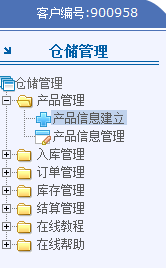 客户编号:900958
仓储管理
仓储管理
产品管理
产品信息建立
产品信息管理
入库管理
订单管理
库存管理
结算管理
在线教程
在线帮助